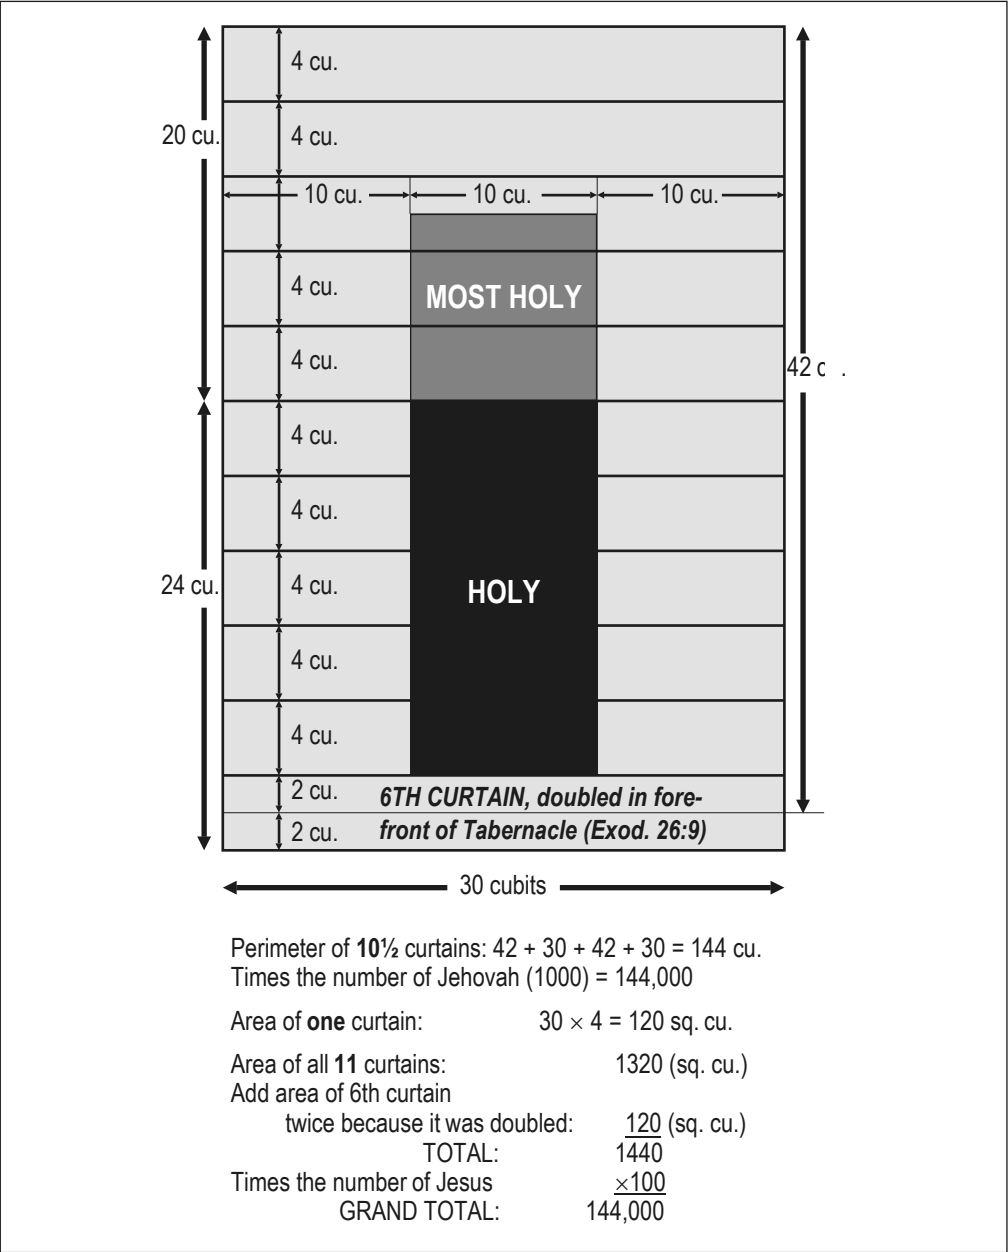 4 cu.
20 cu.
4 cu.
10 cu.
10 cu.
10 cu.
4 cu.
MOST HOLY
4 cu.
42 c .
4 cu.
4 cu.
24 cu.
4 cu.
HOLY
4 cu.
4 cu.
2 cu.
6TH CURTAIN, doubled in fore-
2 cu.
front of Tabernacle (Exod. 26:9)
30 cubits
Perimeter of 10½ curtains: 42 + 30 + 42 + 30 = 144 cu.
Times the number of Jehovah (1000) = 144,000
Area of one curtain: 30 × 4 = 120 sq. cu.
Area of all 11 curtains: 1320 (sq. cu.)
Add area of 6th curtain
twice because it was doubled: 120 (sq. cu.)
TOTAL: 1440
Times the number of Jesus ×100
GRAND TOTAL: 144,000